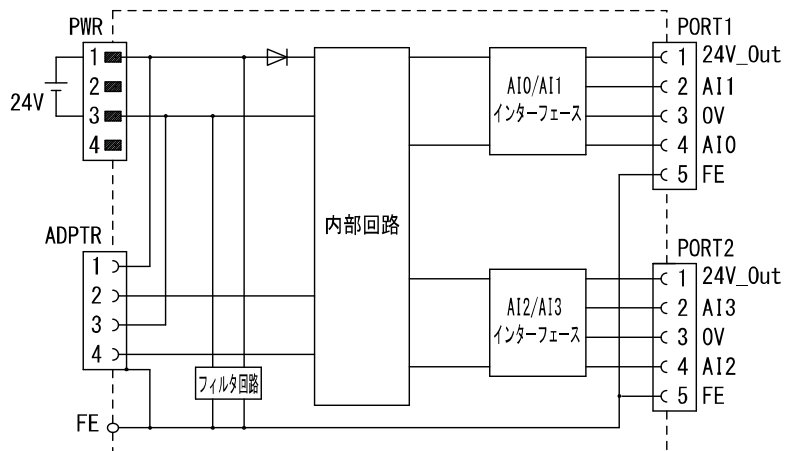 PWR
1
2
3
4
24V
ADPTR
1
2
3
4
FE
フィルタ回路
内部回路
AI0/AI1
インターフェース
AI2/AI3
インターフェース
PORT1
1 24V_Out
2 AI1
3 0V
4 AI0
5 FE
PORT2
1 24V_Out
2 AI3
3 0V
4 AI2
5 FE